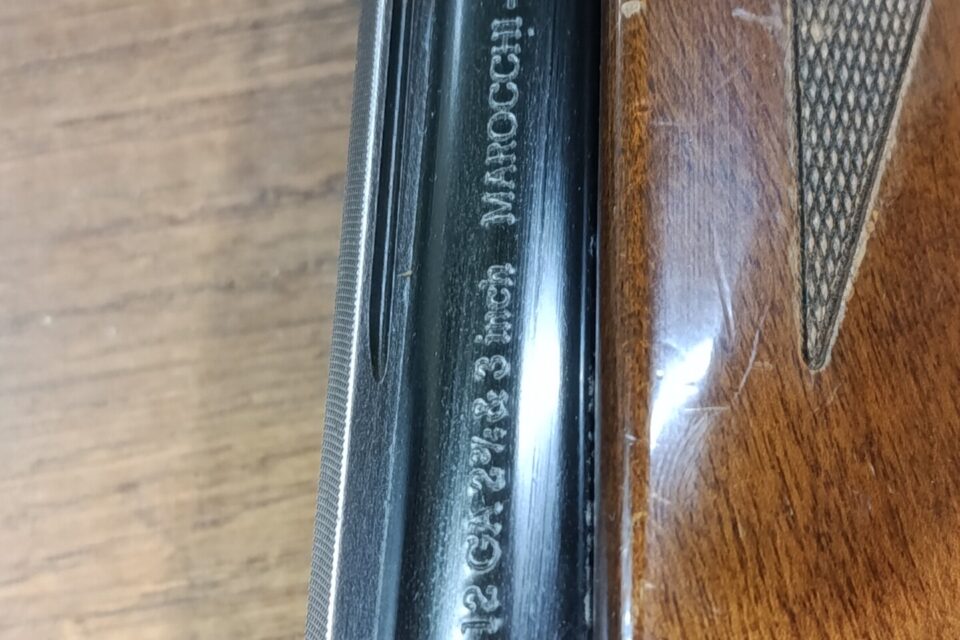 12 GA 2¾ & 3 inch MAROCCHI -